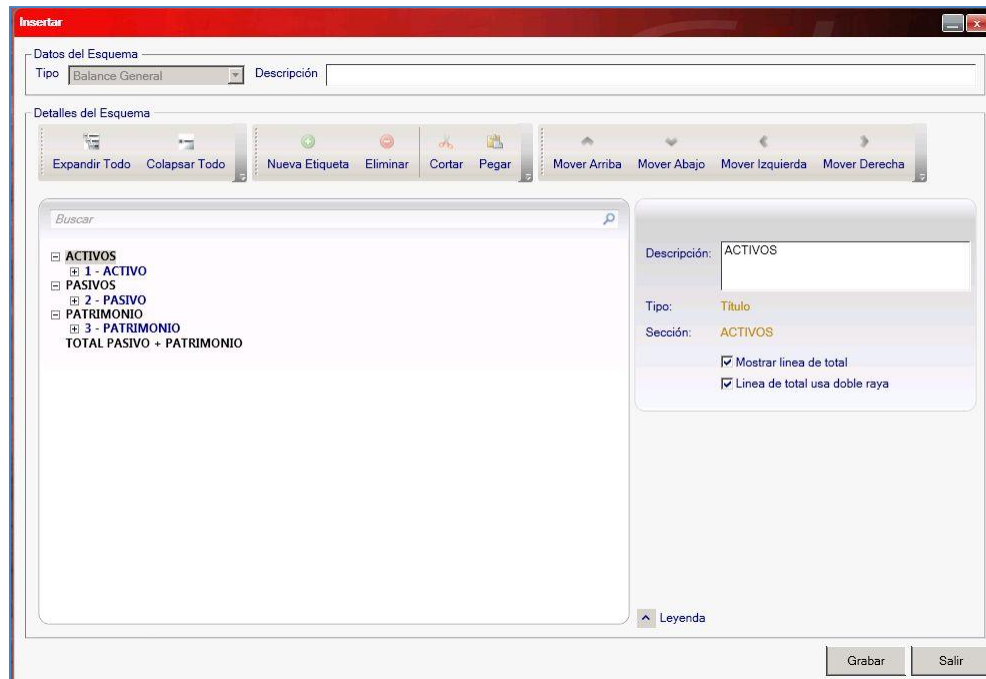 Insertar
Datos del Esquema
Tipo Balance General Descripción
Detalles del Esquema
Expandir Todo Colapsar Todo Nueva Etiqueta Eliminar Cortar Pegar Mover Arriba Mover Abajo Mover Izquierda Mover Derecha
Buscar
ACTIVOS
1 - ACTIVO
PASIVOS
2 - PASIVO
PATRIMONIO
3 - PATRIMONIO
TOTAL PASIVO + PATRIMONIO
Descripción: ACTIVOS
Tipo: Título
Sección: ACTIVOS
Mostrar linea de total
Linea de total usa doble raya
Leyenda
Grabar Salir